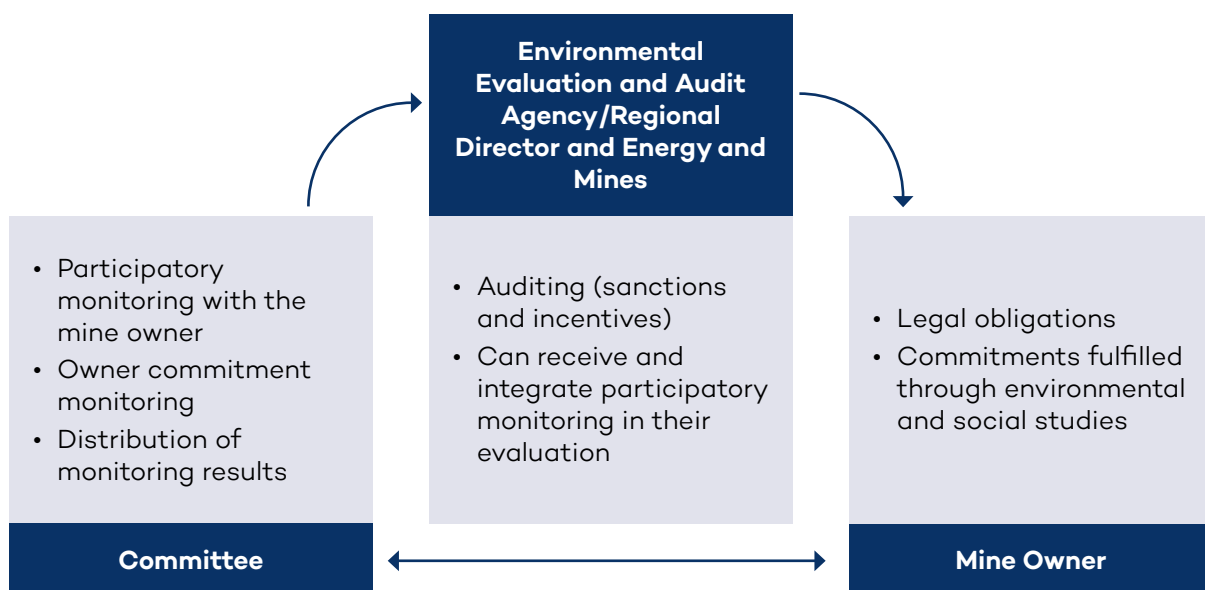 Environmental
Evaluation and Audit
Agency/Regional
Director and Energy and
Mines
• Participatory
monitoring with the
mine owner
• Owner commitment
monitoring
• Distribution of
monitoring results
Committee
• Auditing (sanctions
and incentives)
• Can receive and
integrate participatory
monitoring in their
evaluation
• Legal obligations
• Commitments fulfilled
through environmental
and social studies
Mine Owner